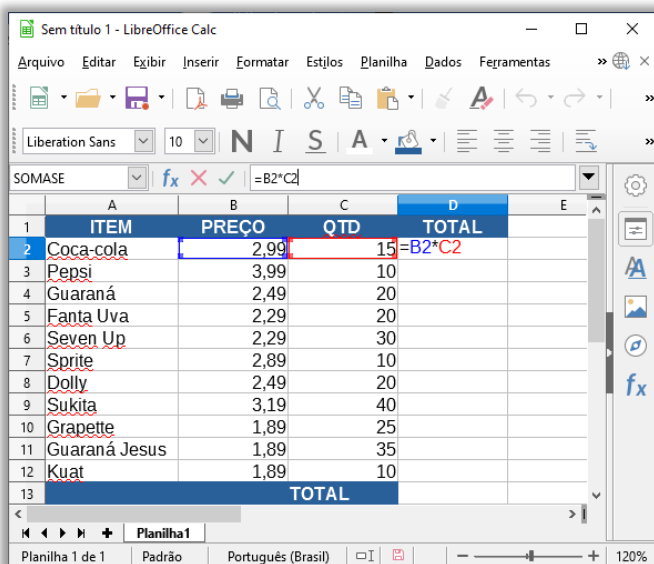 Sem título 1 - LibreOffice Calc
Arquivo Editar Exibir Inserir Formatar Estilos Planilha Dados Ferramentas
Liberation Sans 10 N I S A
SOMASE fx =B2*C2
A B C D E
1 ITEM PREÇO QTD TOTAL
2 Coca-cola 2,99 15 =B2*C2
3 Pepsi 3,99 10
4 Guaraná 2,49 20
5 Fanta Uva 2,29 20
6 Seven Up 2,29 30
7 Sprite 2,89 10
8 Dolly 2,49 20
9 Sukita 3,19 40
10 Grapette 1,89 25
11 Guaraná Jesus 1,89 35
12 Kuat 1,89 10
13 TOTAL
Planilha1
Planilha 1 de 1 Padrão Português (Brasil) 120%